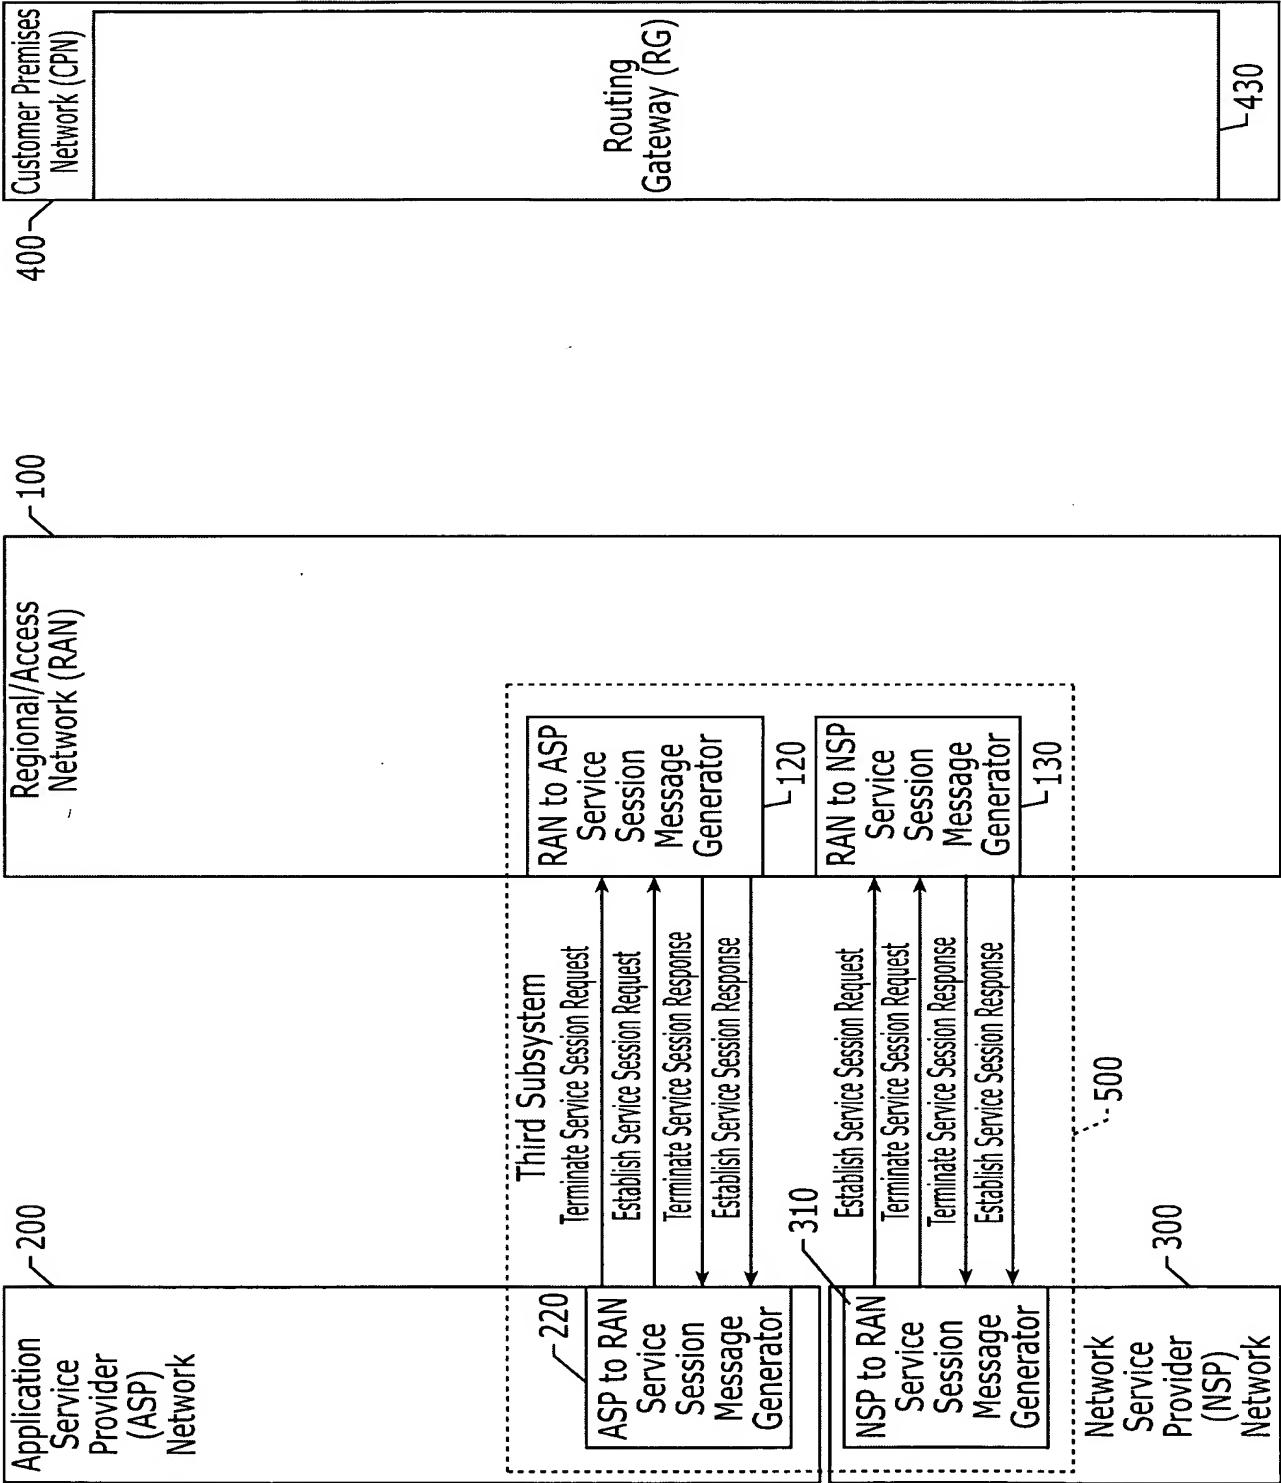 Application
Service
Provider
(ASP)
Network
200
Regional/Access
Network (RAN)
100
Customer Premises
Network (CPN)
400
Third Subsystem
Terminate Service Session Request
Establish Service Session Request
Terminate Service Session Response
Establish Service Session Response
220
ASP to RAN
Service
Session
Message
Generator
RAN to ASP
Service
Session
Message
Generator
120
Routing
Gateway (RG)
430
310
NSP to RAN
Service
Session
Message
Generator
Establish Service Session Request
Terminate Service Session Request
Terminate Service Session Response
Establish Service Session Response
RAN to NSP
Service
Session
Message
Generator
130
500
300
Network
Service
Provider
(NSP)
Network